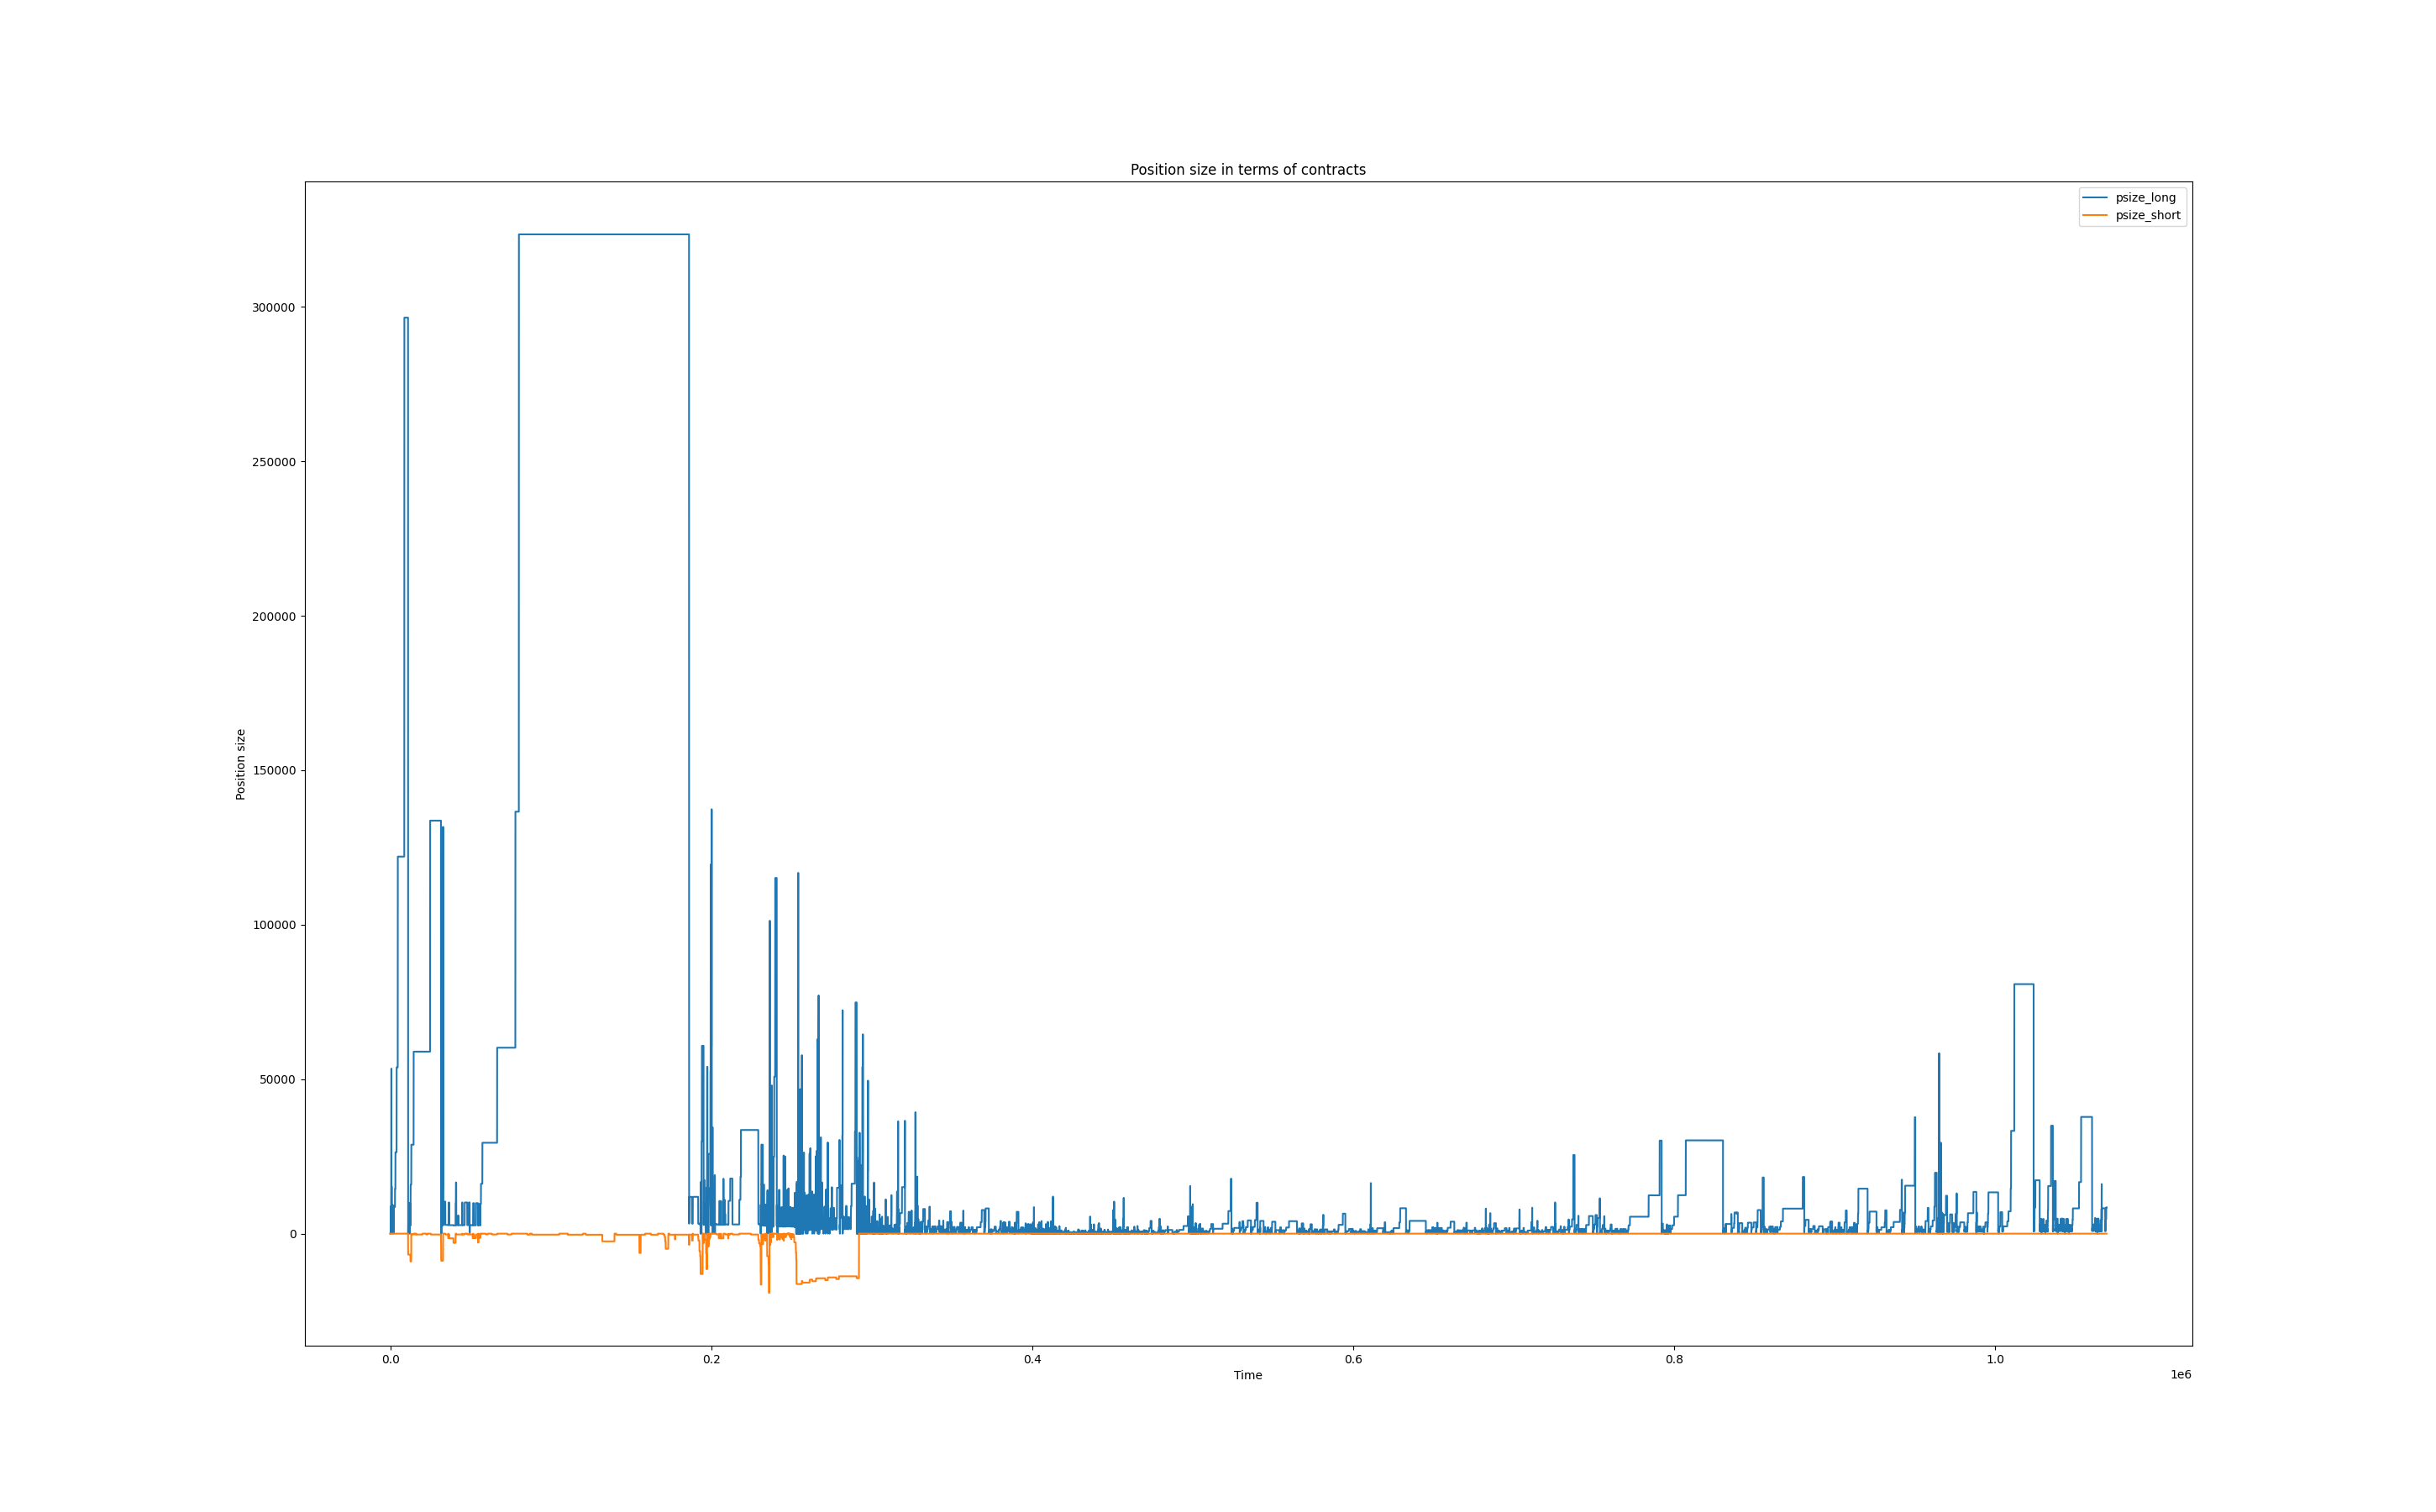 Position size in terms of contracts
psize_long
psize_short
300000
250000
200000
150000
100000
50000
0
Position size
0.0
0.2
0.4
0.6
0.8
1.0
Time
1e6